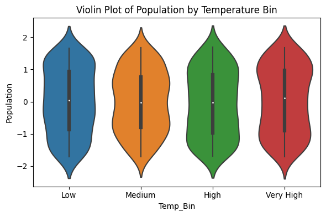 Violin Plot of Population by Temperature Bin
Population
2
1
0
−1
−2
Low Medium High Very High
Temp_Bin